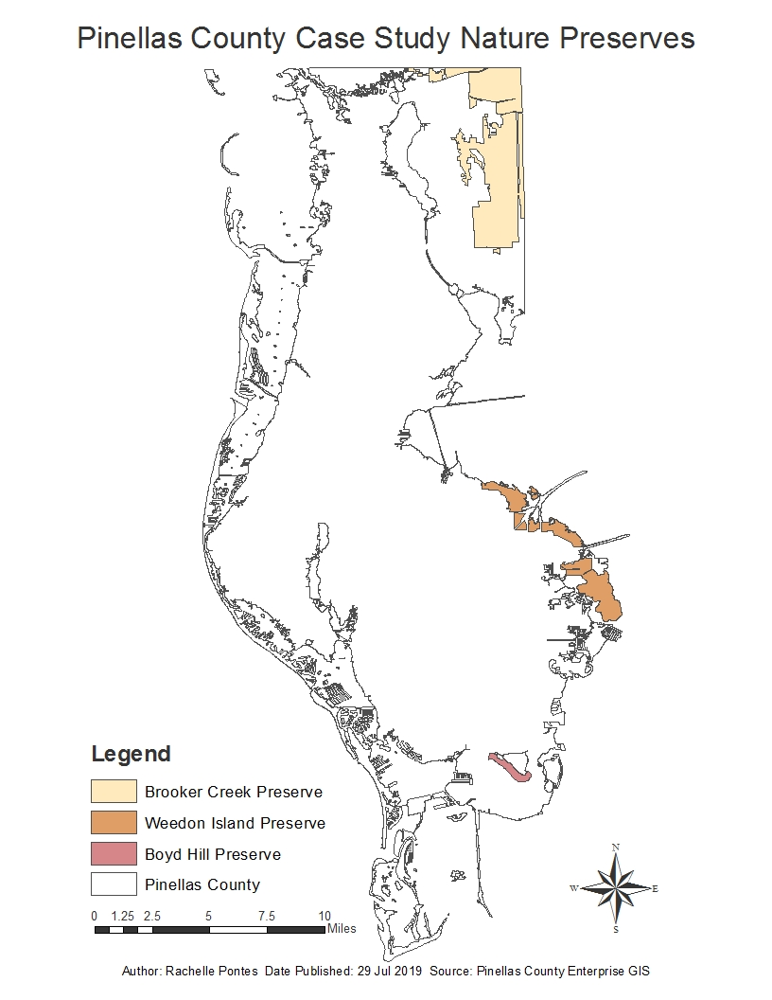 Pinellas County Case Study Nature Preserves
Legend
Brooker Creek Preserve
Weedon Island Preserve
Boyd Hill Preserve
Pinellas County
0 1.25 2.5 5 7.5 10
Miles
N
W E
S
Author: Rachelle Pontes Date Published: 29 Jul 2019 Source: Pinellas County Enterprise GIS